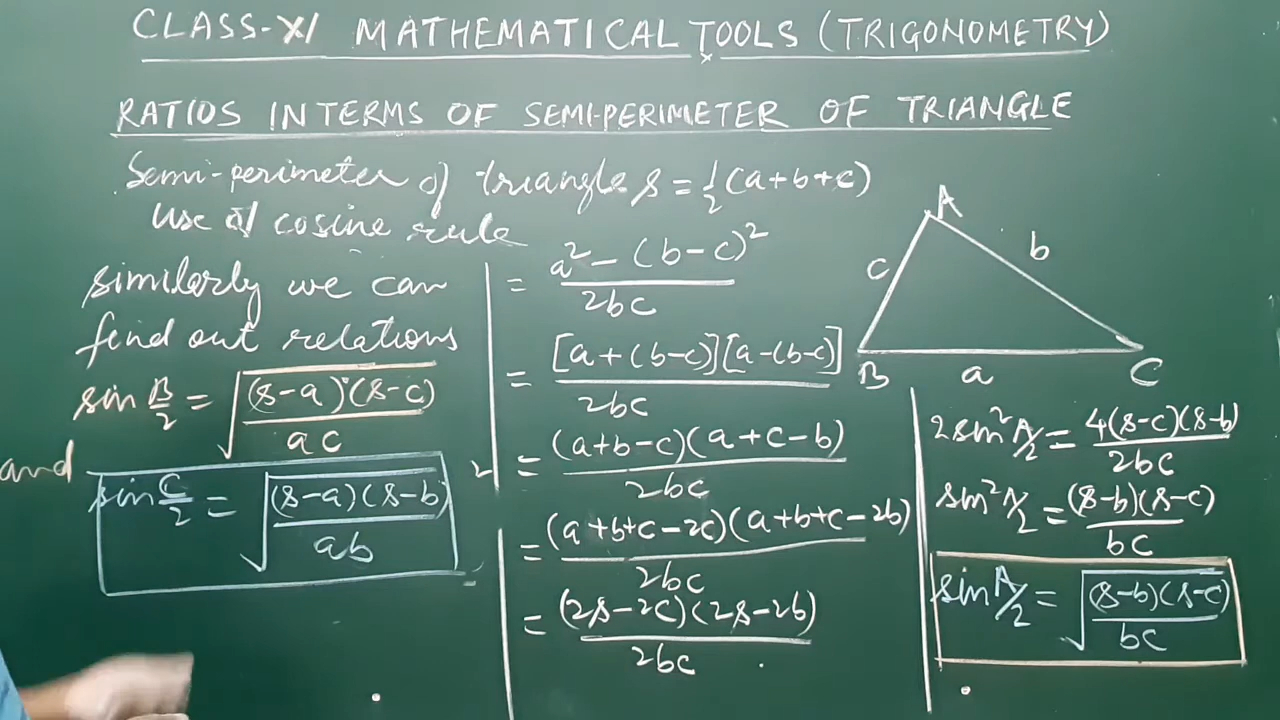 CLASS-XI MATHEMATICAL TOOLS (TRIGONOMETRY)
RATIOS IN TERMS OF SEMI-PERIMETER OF TRIANGLE
Semi-perimeter of triangle s = 1/2 (a+b+c)
Use of cosine rule
similarly we can
find out relations
sin B/2 = √((s-a)(s-c)/ac)
and
sin C/2 = √((s-a)(s-b)/ab)
= (a² - (b-c)²)/2bc
= [a+(b-c)][a-(b-c)]/2bc
= (a+b-c)(a+c-b)/2bc
= (a+b+c-2c)(a+b+c-2b)/2bc
= (2s-2c)(2s-2b)/2bc
A
c
b
B
a
C
2sin² A/2 = 4(s-c)(s-b)/2bc
sin² A/2 = (s-b)(s-c)/bc
sin A/2 = √((s-b)(s-c)/bc)